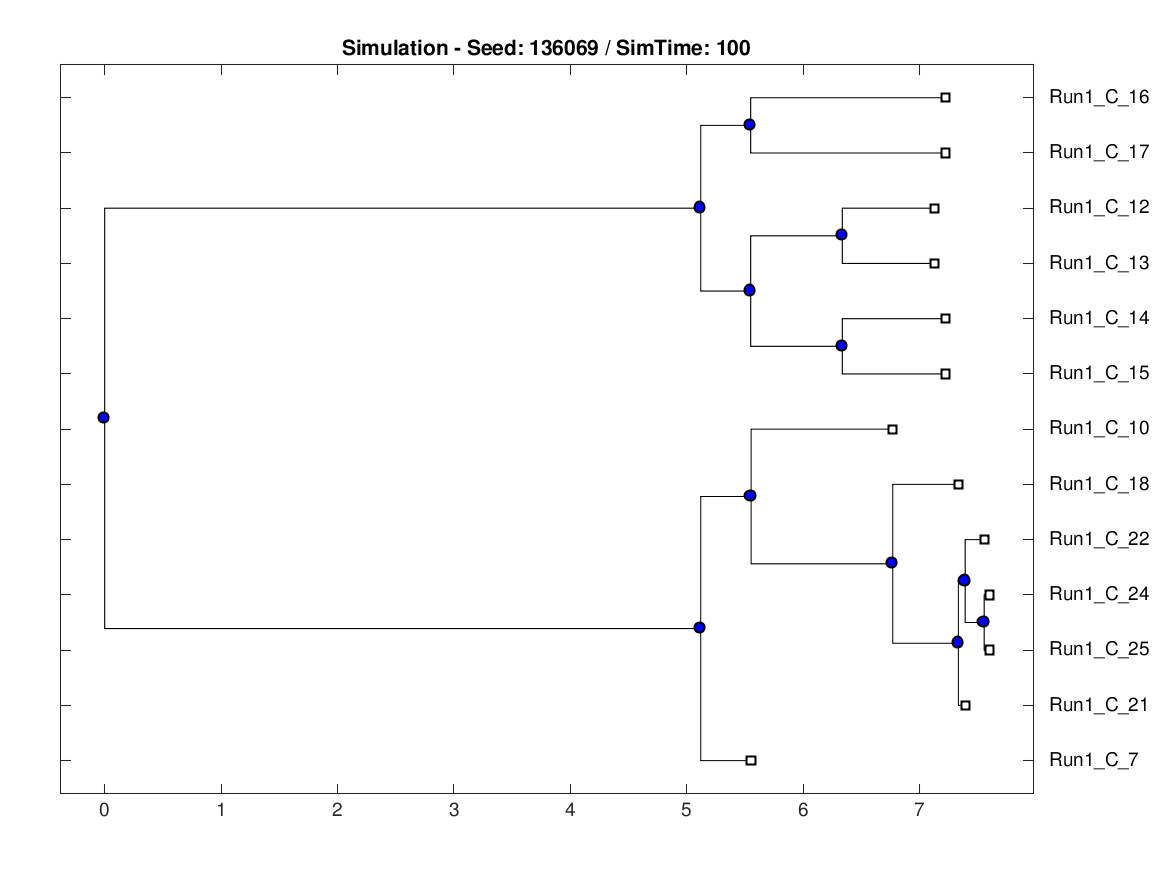 Simulation - Seed: 136069 / SimTime: 100
Run1_C_16
Run1_C_17
Run1_C_12
Run1_C_13
Run1_C_14
Run1_C_15
Run1_C_10
Run1_C_18
Run1_C_22
Run1_C_24
Run1_C_25
Run1_C_21
Run1_C_7
0 1 2 3 4 5 6 7